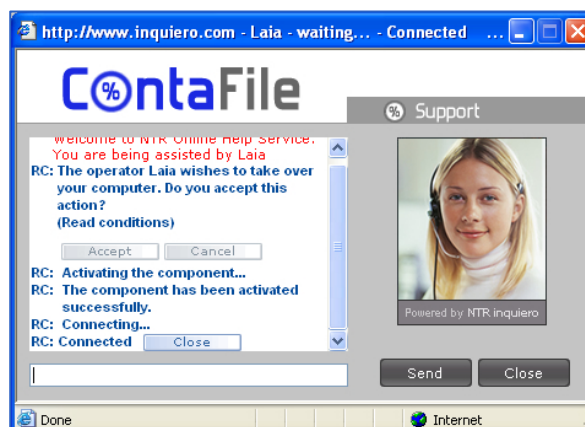 http://www.inquiero.com - Laia - waiting... - Connected ...
C%ntaFile
% Support
Welcome to NTR Online Help Service.
You are being assisted by Laia
RC: The operator Laia wishes to take over
your computer. Do you accept this
action?
(Read conditions)
Accept Cancel
RC: Activating the component...
RC: The component has been activated
successfully.
RC: Connecting...
RC: Connected Close
Powered by NTR inquiero
Send Close
Done Internet